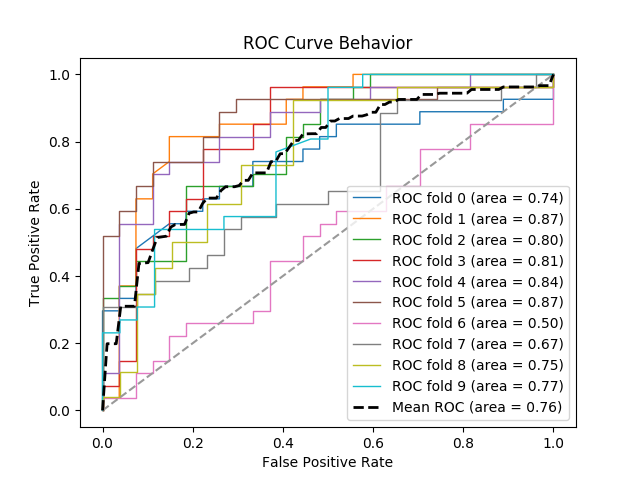 ROC Curve Behavior
True Positive Rate
1.0
0.8
0.6
0.4
0.2
0.0
ROC fold 0 (area = 0.74)
ROC fold 1 (area = 0.87)
ROC fold 2 (area = 0.80)
ROC fold 3 (area = 0.81)
ROC fold 4 (area = 0.84)
ROC fold 5 (area = 0.87)
ROC fold 6 (area = 0.50)
ROC fold 7 (area = 0.67)
ROC fold 8 (area = 0.75)
ROC fold 9 (area = 0.77)
Mean ROC (area = 0.76)
0.0 0.2 0.4 0.6 0.8 1.0
False Positive Rate